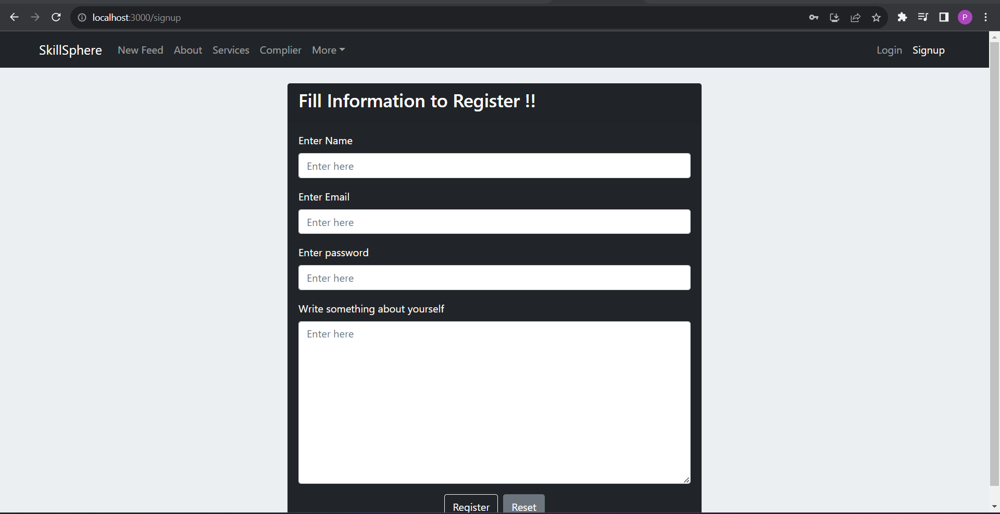 localhost:3000/signup
P
SkillSphere New Feed About Services Complier More Login Signup
Fill Information to Register !!
Enter Name
Enter here
Enter Email
Enter here
Enter password
Enter here
Write something about yourself
Enter here
Register Reset